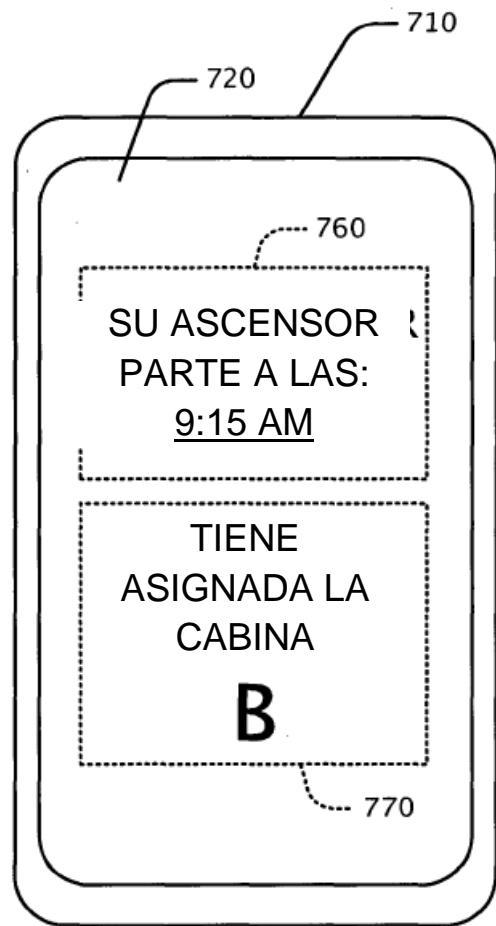 710
720
760
SU ASCENSOR
PARTE A LAS:
9:15 AM
TIENE
ASIGNADA LA
CABINA
B
770